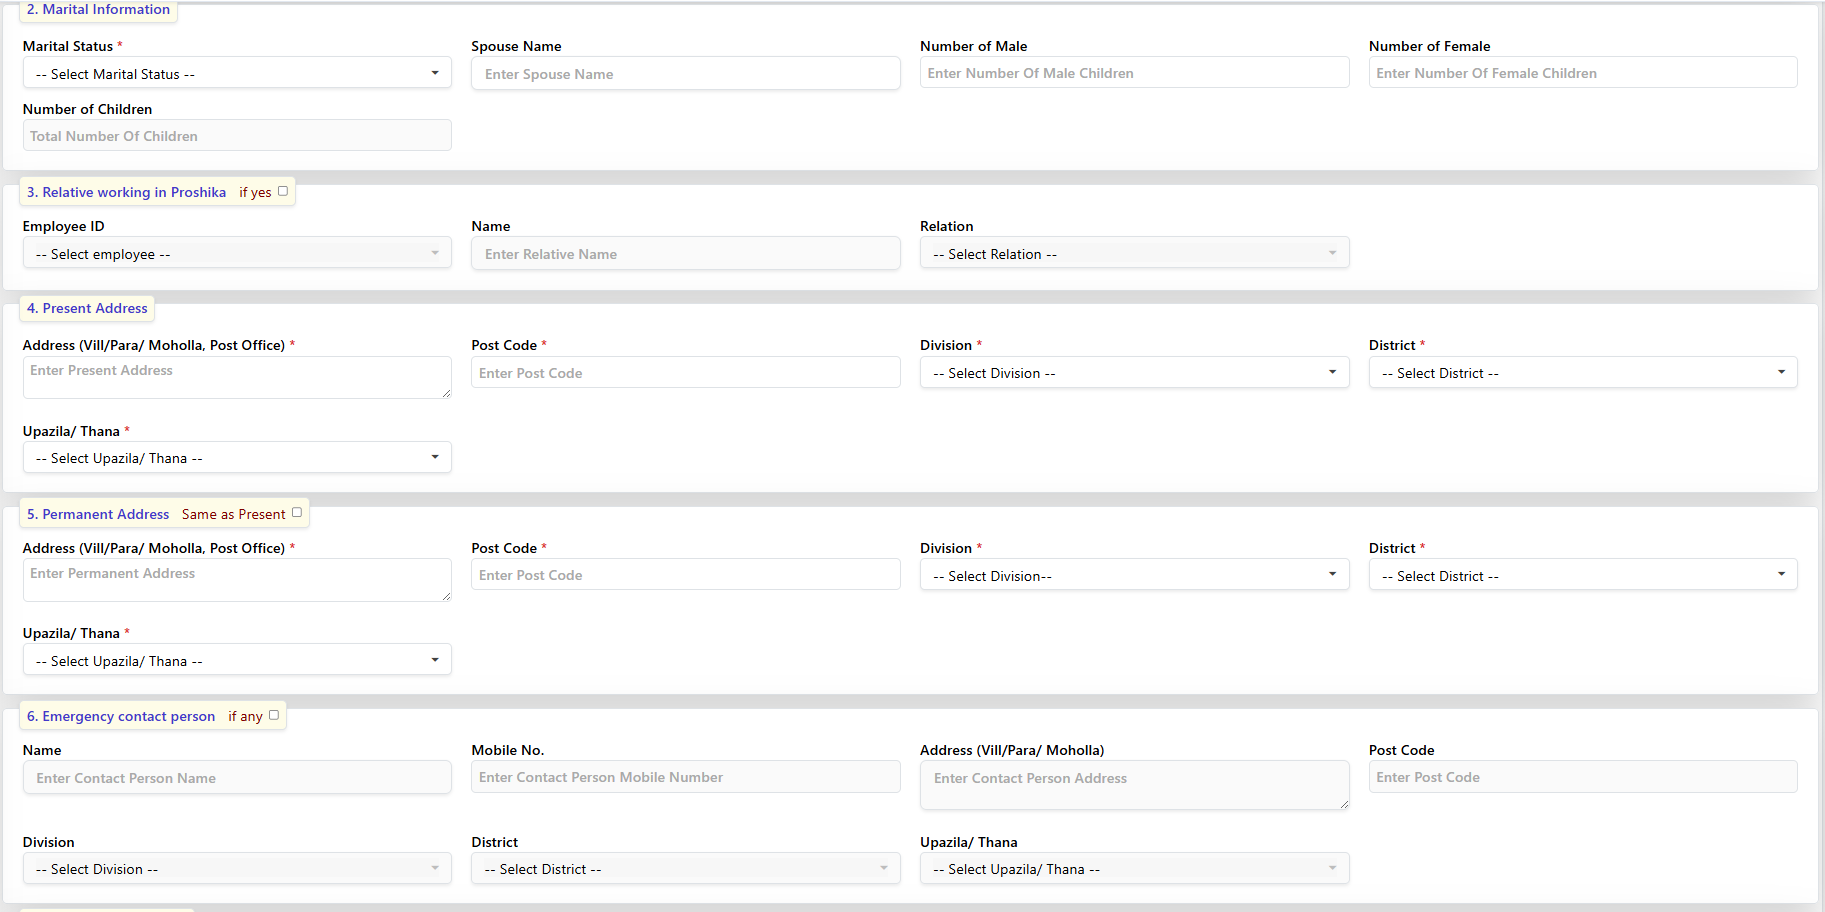 2. Marital Information
Marital Status *
Spouse Name
Number of Male
Number of Female
-- Select Marital Status --
Enter Spouse Name
Enter Number Of Male Children
Enter Number Of Female Children
Number of Children
Total Number Of Children
3. Relative working in Proshika if yes
Employee ID
Name
Relation
-- Select employee --
Enter Relative Name
-- Select Relation --
4. Present Address
Address (Vill/Para/ Moholla, Post Office) *
Post Code *
Division *
District *
Enter Present Address
Enter Post Code
-- Select Division --
-- Select District --
Upazila/ Thana *
-- Select Upazila/ Thana --
5. Permanent Address Same as Present
Address (Vill/Para/ Moholla, Post Office) *
Post Code *
Division *
District *
Enter Permanent Address
Enter Post Code
-- Select Division--
-- Select District --
Upazila/ Thana *
-- Select Upazila/ Thana --
6. Emergency contact person if any
Name
Mobile No.
Address (Vill/Para/ Moholla)
Post Code
Enter Contact Person Name
Enter Contact Person Mobile Number
Enter Contact Person Address
Enter Post Code
Division
District
Upazila/ Thana
-- Select Division --
-- Select District --
-- Select Upazila/ Thana --